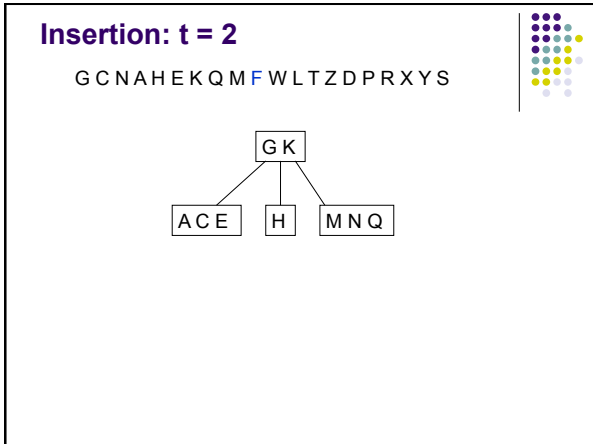 Insertion: t = 2
G C N A H E K Q M F W L T Z D P R X Y S
G K
A C E H M N Q